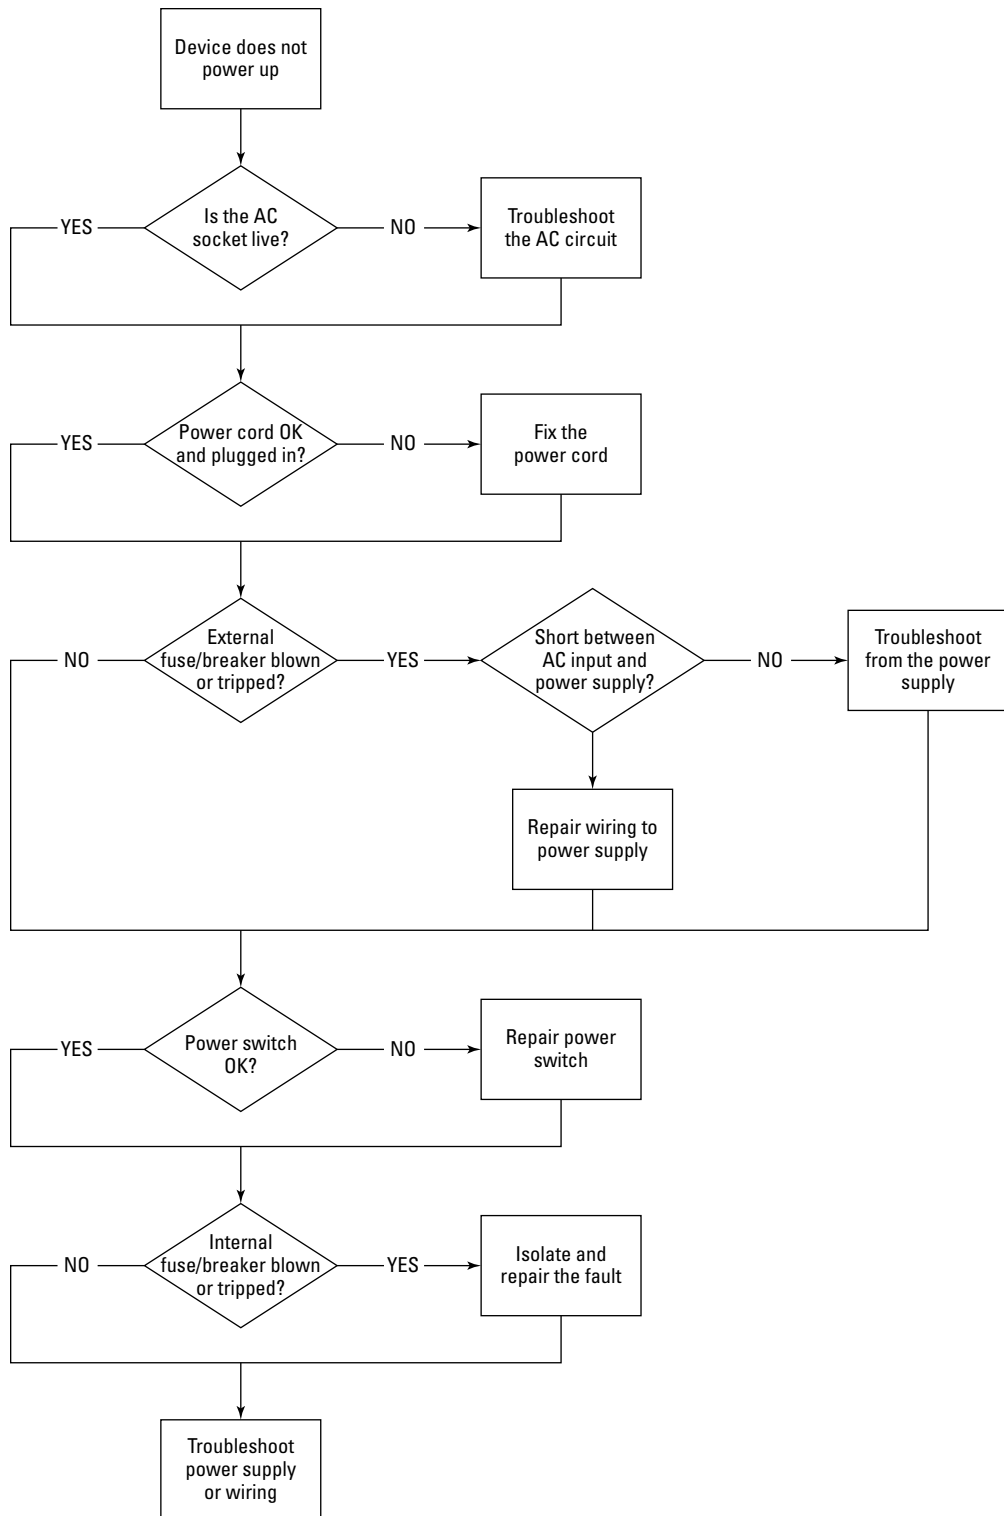 Device does not
power up
Is the AC
socket live?
YES
NO
Troubleshoot
the AC circuit
Power cord OK
and plugged in?
YES
NO
Fix the
power cord
External
fuse/breaker blown
or tripped?
NO
YES
Short between
AC input and
power supply?
NO
Troubleshoot
from the power
supply
Repair wiring to
power supply
Power switch
OK?
YES
NO
Repair power
switch
Internal
fuse/breaker blown
or tripped?
NO
YES
Isolate and
repair the fault
Troubleshoot
power supply
or wiring